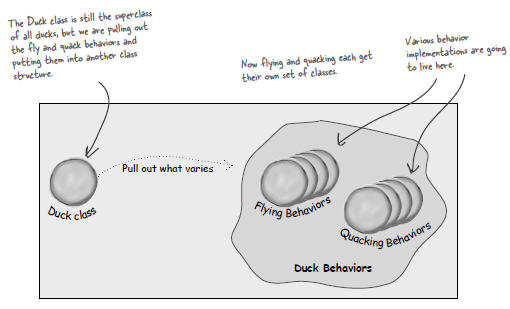 The Duck class is still the superclass
of all ducks, but we are pulling out
the fly and quack behaviors and
putting them into another class
structure.
Now flying and quacking each get
their own set of classes.
Various behavior
implementations are going
to live here.
Pull out what varies
Duck class
Flying Behaviors
Quacking Behaviors
Duck Behaviors